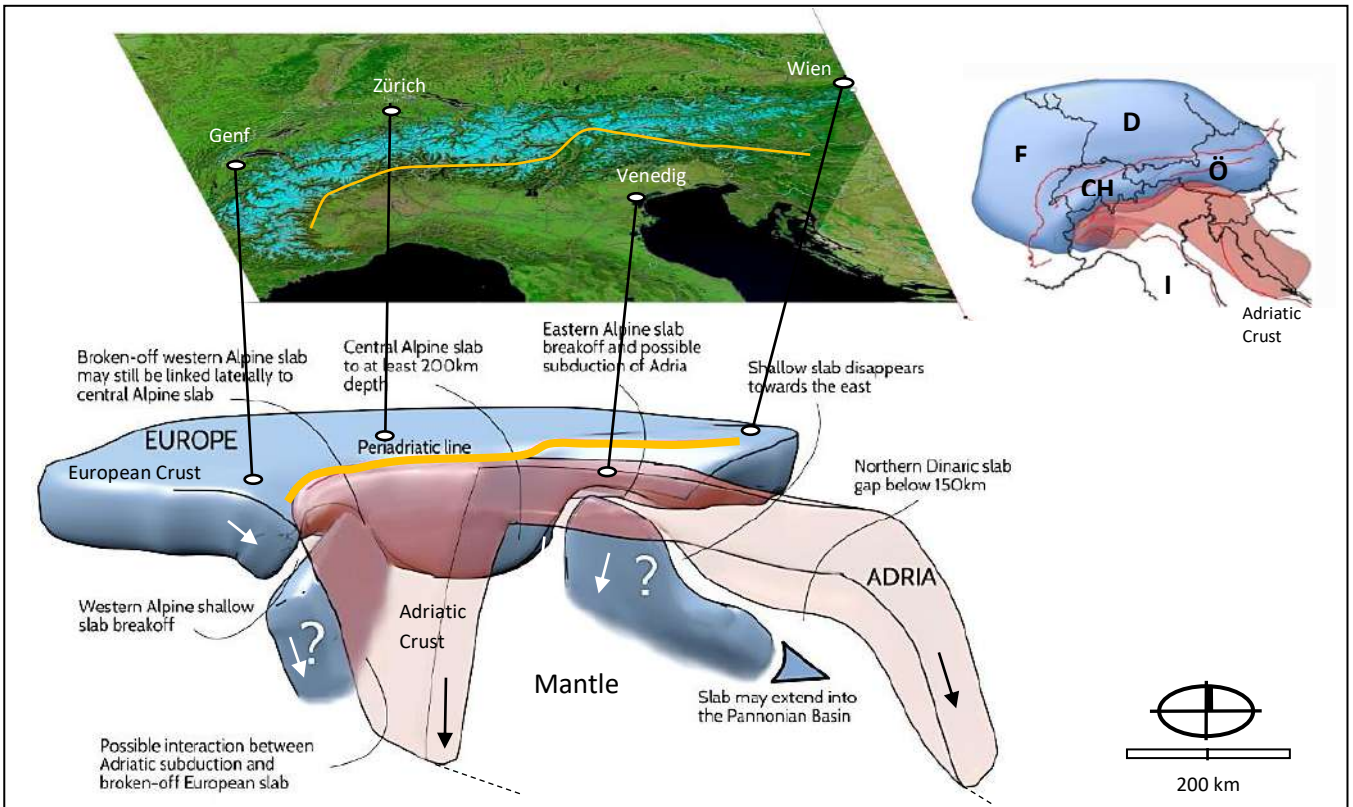 Genf
Zürich
Wien
Venedig
F
D
CH
Ö
I
Adriatic
Crust
Broken-off western Alpine slab
may still be linked laterally to
central Alpine slab
Central Alpine slab
to at least 200km
depth
Eastern Alpine slab
breakoff and possible
subduction of Adria
Shallow slab disappears
towards the east
EUROPE
European Crust
Periadriatic line
Northern Dinaric slab
gap below 150km
Western Alpine shallow
slab breakoff
?
Adriatic
Crust
?
ADRIA
Mantle
Slab may extend into
the Pannonian Basin
Possible interaction between
Adriatic subduction and
broken-off European slab
200 km